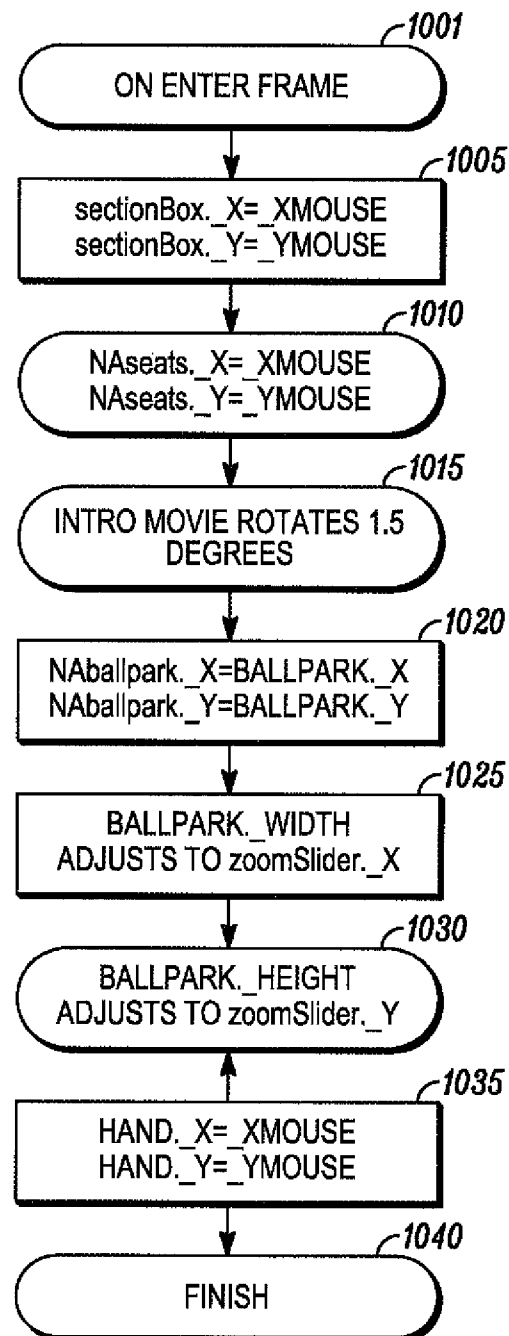 1001
ON ENTER FRAME
1005
sectionBox._X=_XMOUSE
sectionBox._Y=_YMOUSE
1010
NAseats._X=_XMOUSE
NAseats._Y=_YMOUSE
1015
INTRO MOVIE ROTATES 1.5
DEGREES
1020
NAballpark._X=BALLPARK._X
NAballpark._Y=BALLPARK._Y
1025
BALLPARK._WIDTH
ADJUSTS TO zoomSlider._X
1030
BALLPARK._HEIGHT
ADJUSTS TO zoomSlider._Y
1035
HAND._X=_XMOUSE
HAND._Y=_YMOUSE
1040
FINISH